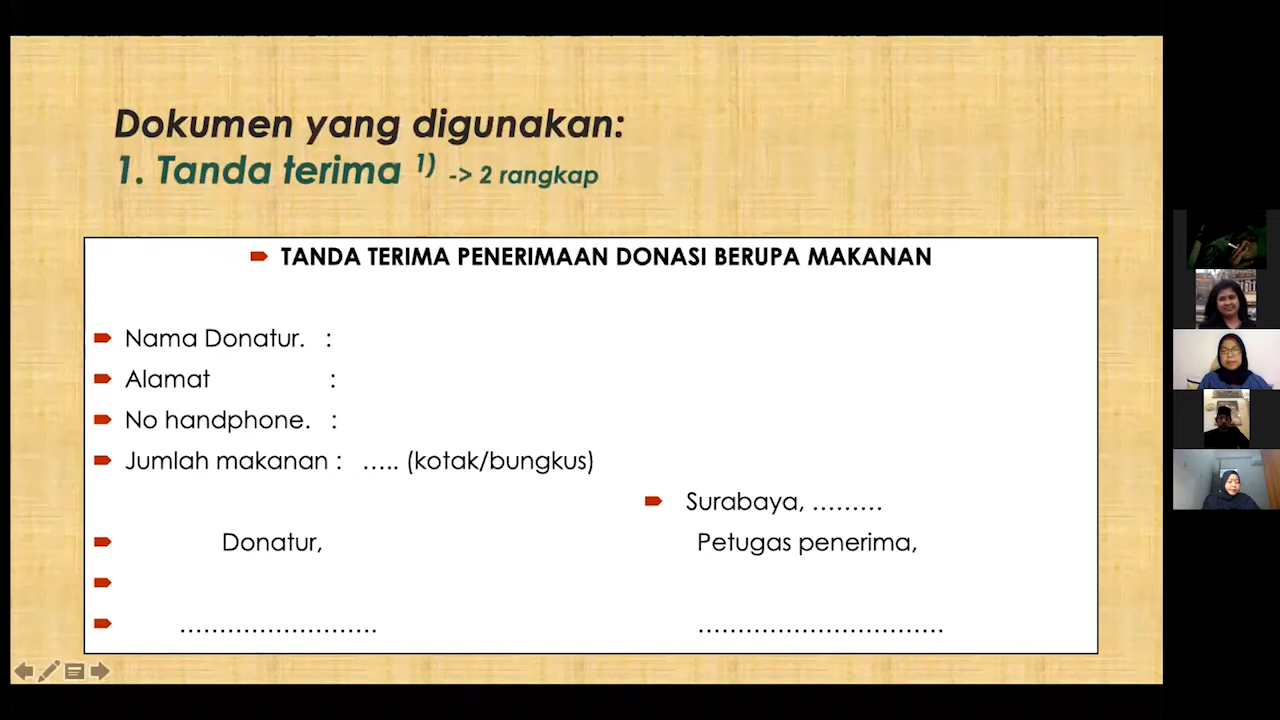 Dokumen yang digunakan:
1. Tanda terima 1) -> 2 rangkap
TANDA TERIMA PENERIMAAN DONASI BERUPA MAKANAN
Nama Donatur. :
Alamat :
No handphone. :
Jumlah makanan : ..... (kotak/bungkus)
Surabaya, .........
Donatur, Petugas penerima,
......................... ...............................